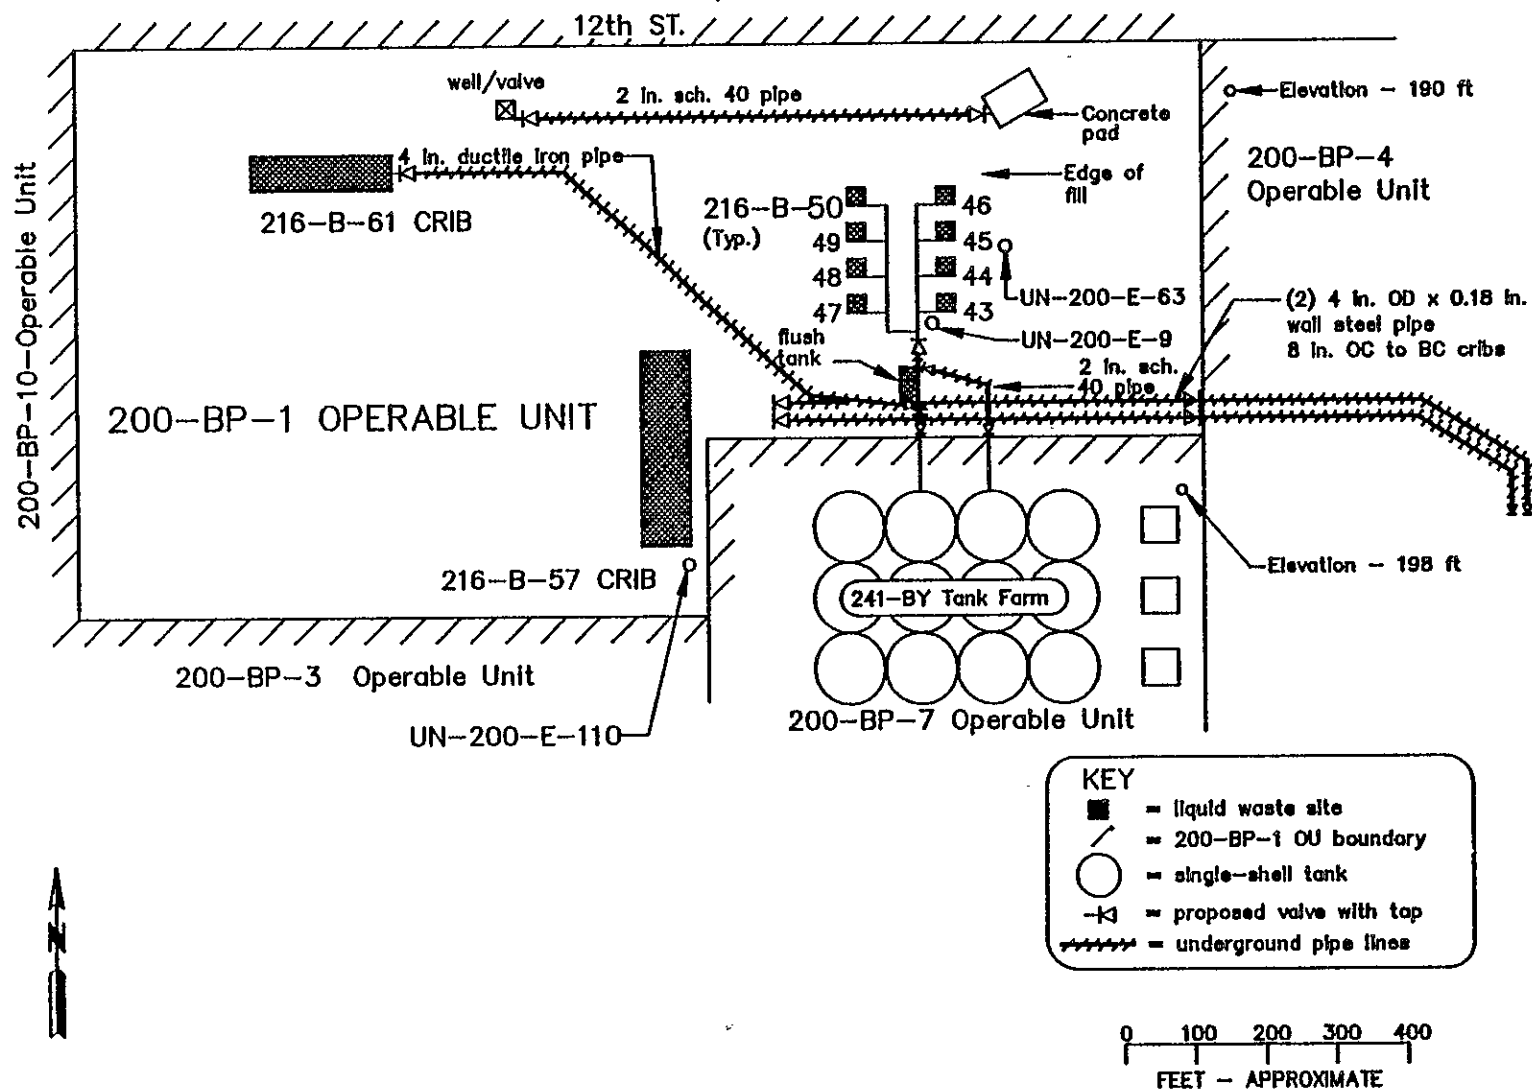 12th ST.
well/valve
2 in. sch. 40 pipe
Concrete
pad
Elevation - 190 ft
200-BP-4
Operable Unit
4 in. ductile iron pipe
Edge of
fill
216-B-61 CRIB
216-B-50
(Typ.)
49
48
47
46
45
44
43
UN-200-E-63
UN-200-E-9
flush
tank
2 in. sch.
40 pipe
(2) 4 in. OD x 0.18 in.
wall steel pipe
8 in. OC to BC cribs
200-BP-10-Operable Unit
200-BP-1 OPERABLE UNIT
216-B-57 CRIB
241-BY Tank Farm
Elevation - 198 ft
200-BP-3 Operable Unit
UN-200-E-110
200-BP-7 Operable Unit
KEY
= liquid waste site
= 200-BP-1 OU boundary
= single-shell tank
= proposed valve with tap
= underground pipe lines
N
0 100 200 300 400
FEET - APPROXIMATE